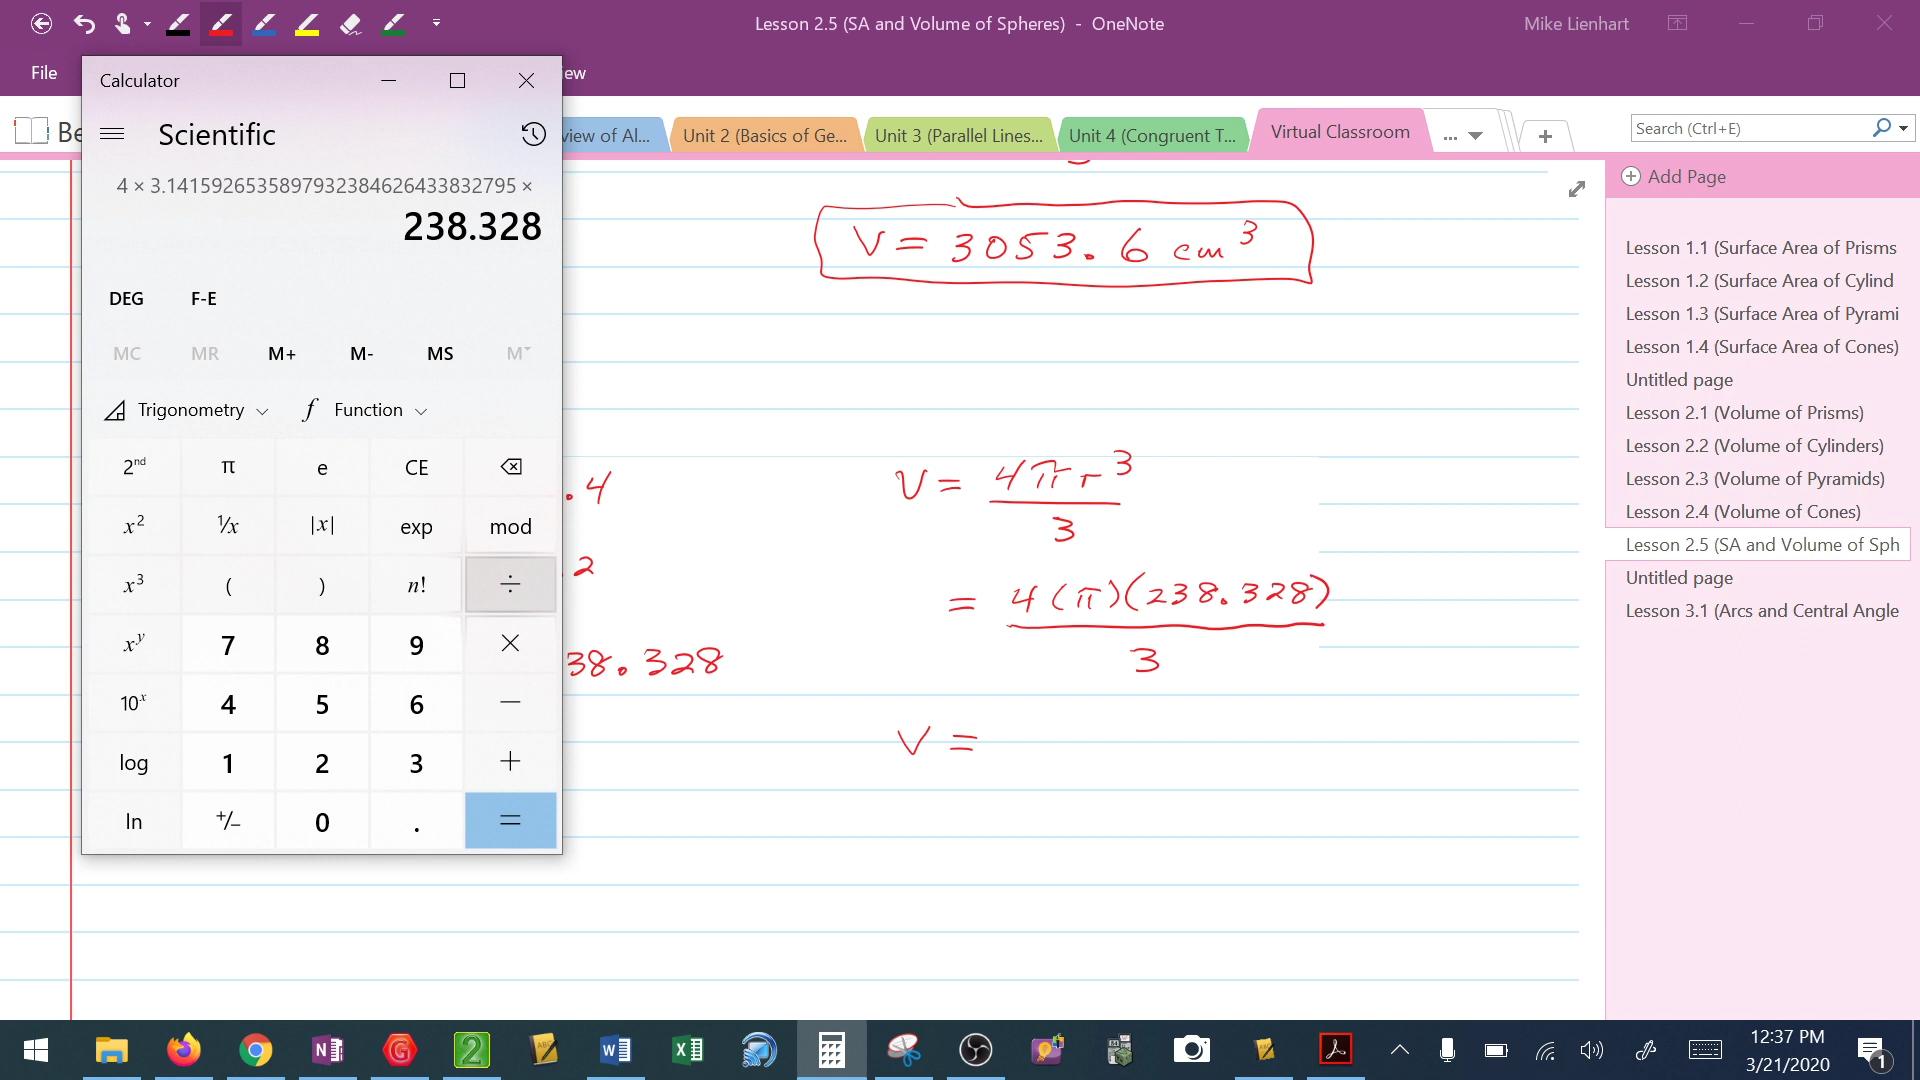 Lesson 2.5 (SA and Volume of Spheres) - OneNote
Mike Lienhart
File
ew
Calculator
Be
Scientific
view of Al...
Unit 2 (Basics of Ge...
Unit 3 (Parallel Lines...
Unit 4 (Congruent T...
Virtual Classroom
...
+
Search (Ctrl+E)
4 × 3.1415926535897932384626433832795 ×
238.328
DEG F-E
MC MR M+ M- MS M˅
Trigonometry f Function
2nd π e CE
x² ¹/x |x| exp mod
x³ ( ) n! ÷
xʸ 7 8 9 ×
10ˣ 4 5 6 −
log 1 2 3 +
ln +/− 0 . =
V = 3053.6 cm³
.4
V = 4πr³
3
.2
= 4(π)(238.328)
3
38.328
V =
Add Page
Lesson 1.1 (Surface Area of Prisms
Lesson 1.2 (Surface Area of Cylind
Lesson 1.3 (Surface Area of Pyrami
Lesson 1.4 (Surface Area of Cones)
Untitled page
Lesson 2.1 (Volume of Prisms)
Lesson 2.2 (Volume of Cylinders)
Lesson 2.3 (Volume of Pyramids)
Lesson 2.4 (Volume of Cones)
Lesson 2.5 (SA and Volume of Sph
Untitled page
Lesson 3.1 (Arcs and Central Angle
12:37 PM
3/21/2020
1